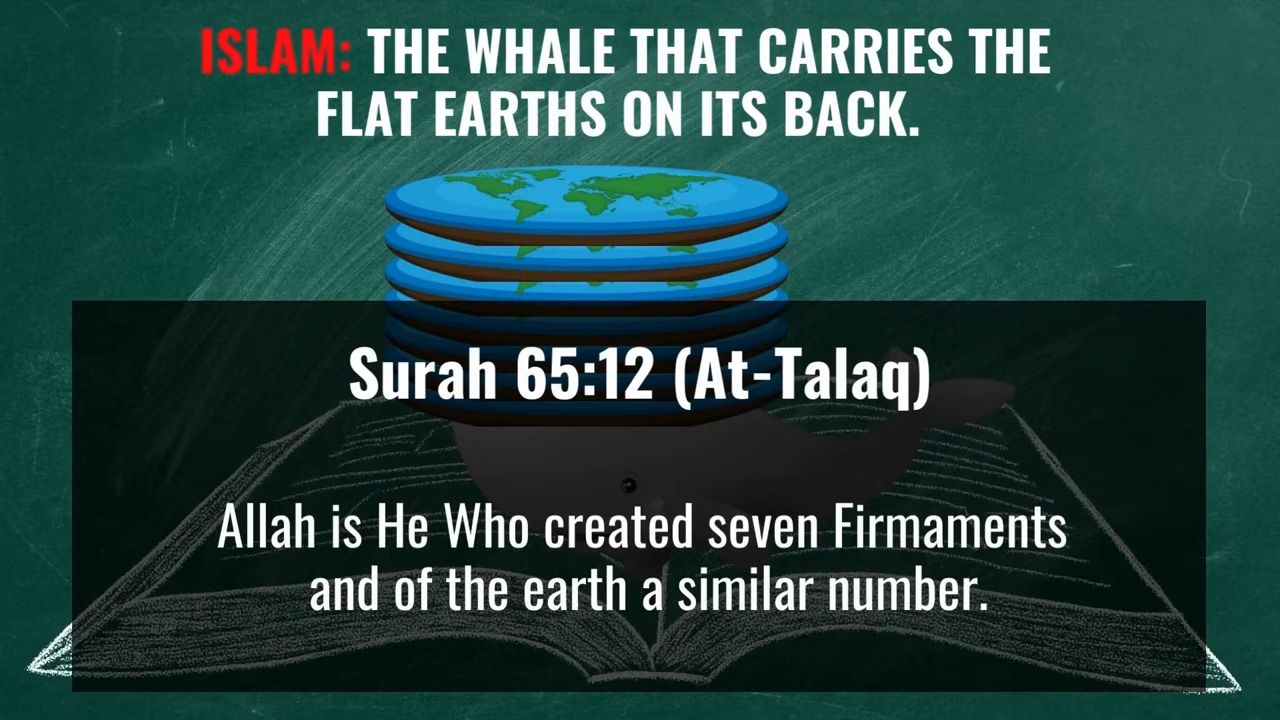 ISLAM: THE WHALE THAT CARRIES THE
FLAT EARTHS ON ITS BACK.
Surah 65:12 (At-Talaq)
Allah is He Who created seven Firmaments
and of the earth a similar number.